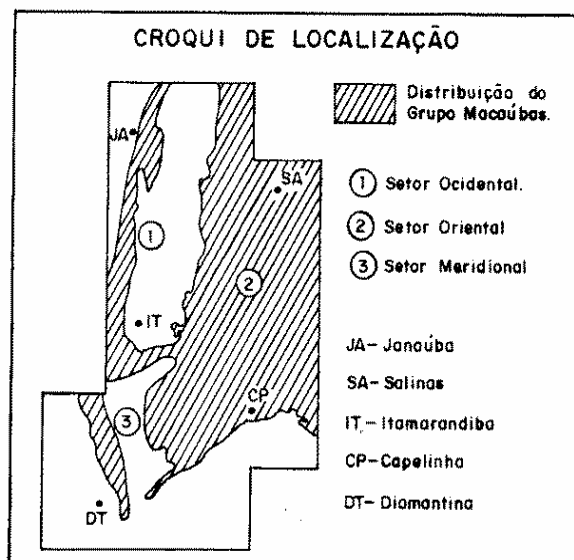 CROQUI DE LOCALIZAÇÃO
Distribuição do
Grupo Macaúbas.
① Setor Ocidental.
② Setor Oriental
③ Setor Meridional
JA- Janaúba
SA- Salinas
IT.- Itamarandiba
CP-Capelinha
DT- Diamantina
JA
SA
1
2
IT
CP
3
DT